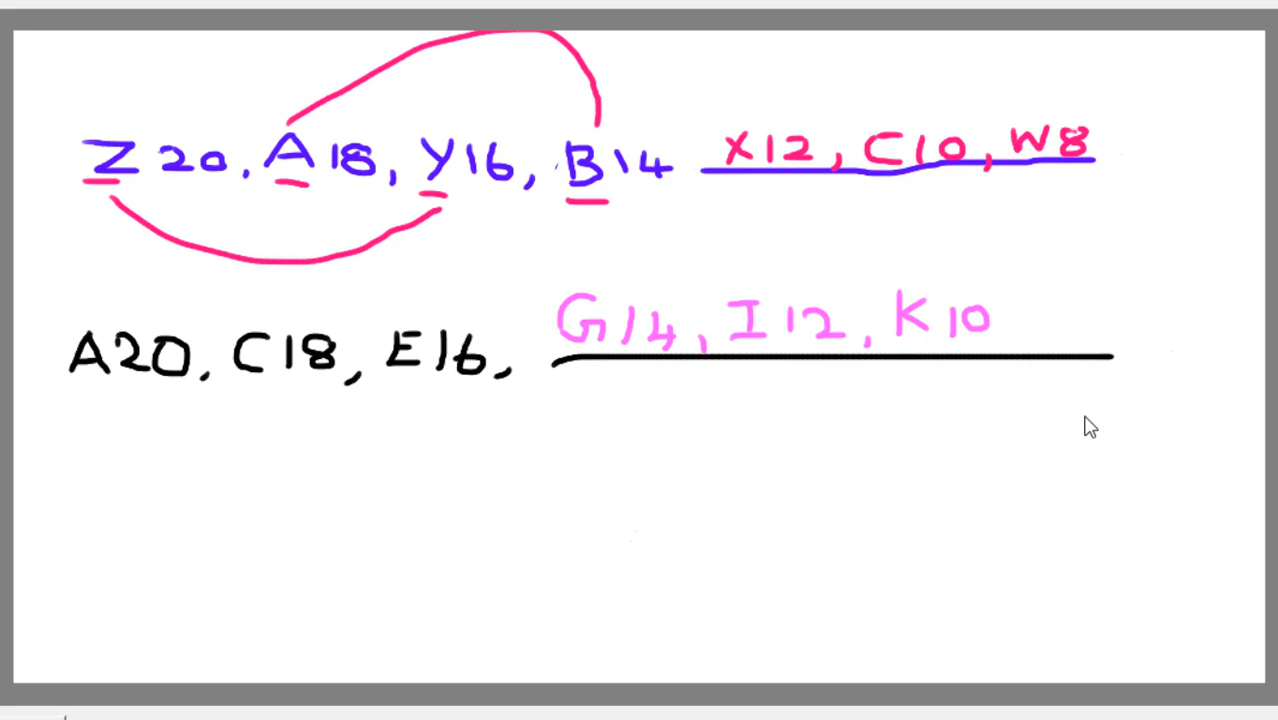 Z20, A18, Y16, B14 X12, C10, W8
A20, C18, E16, G14, I12, K10